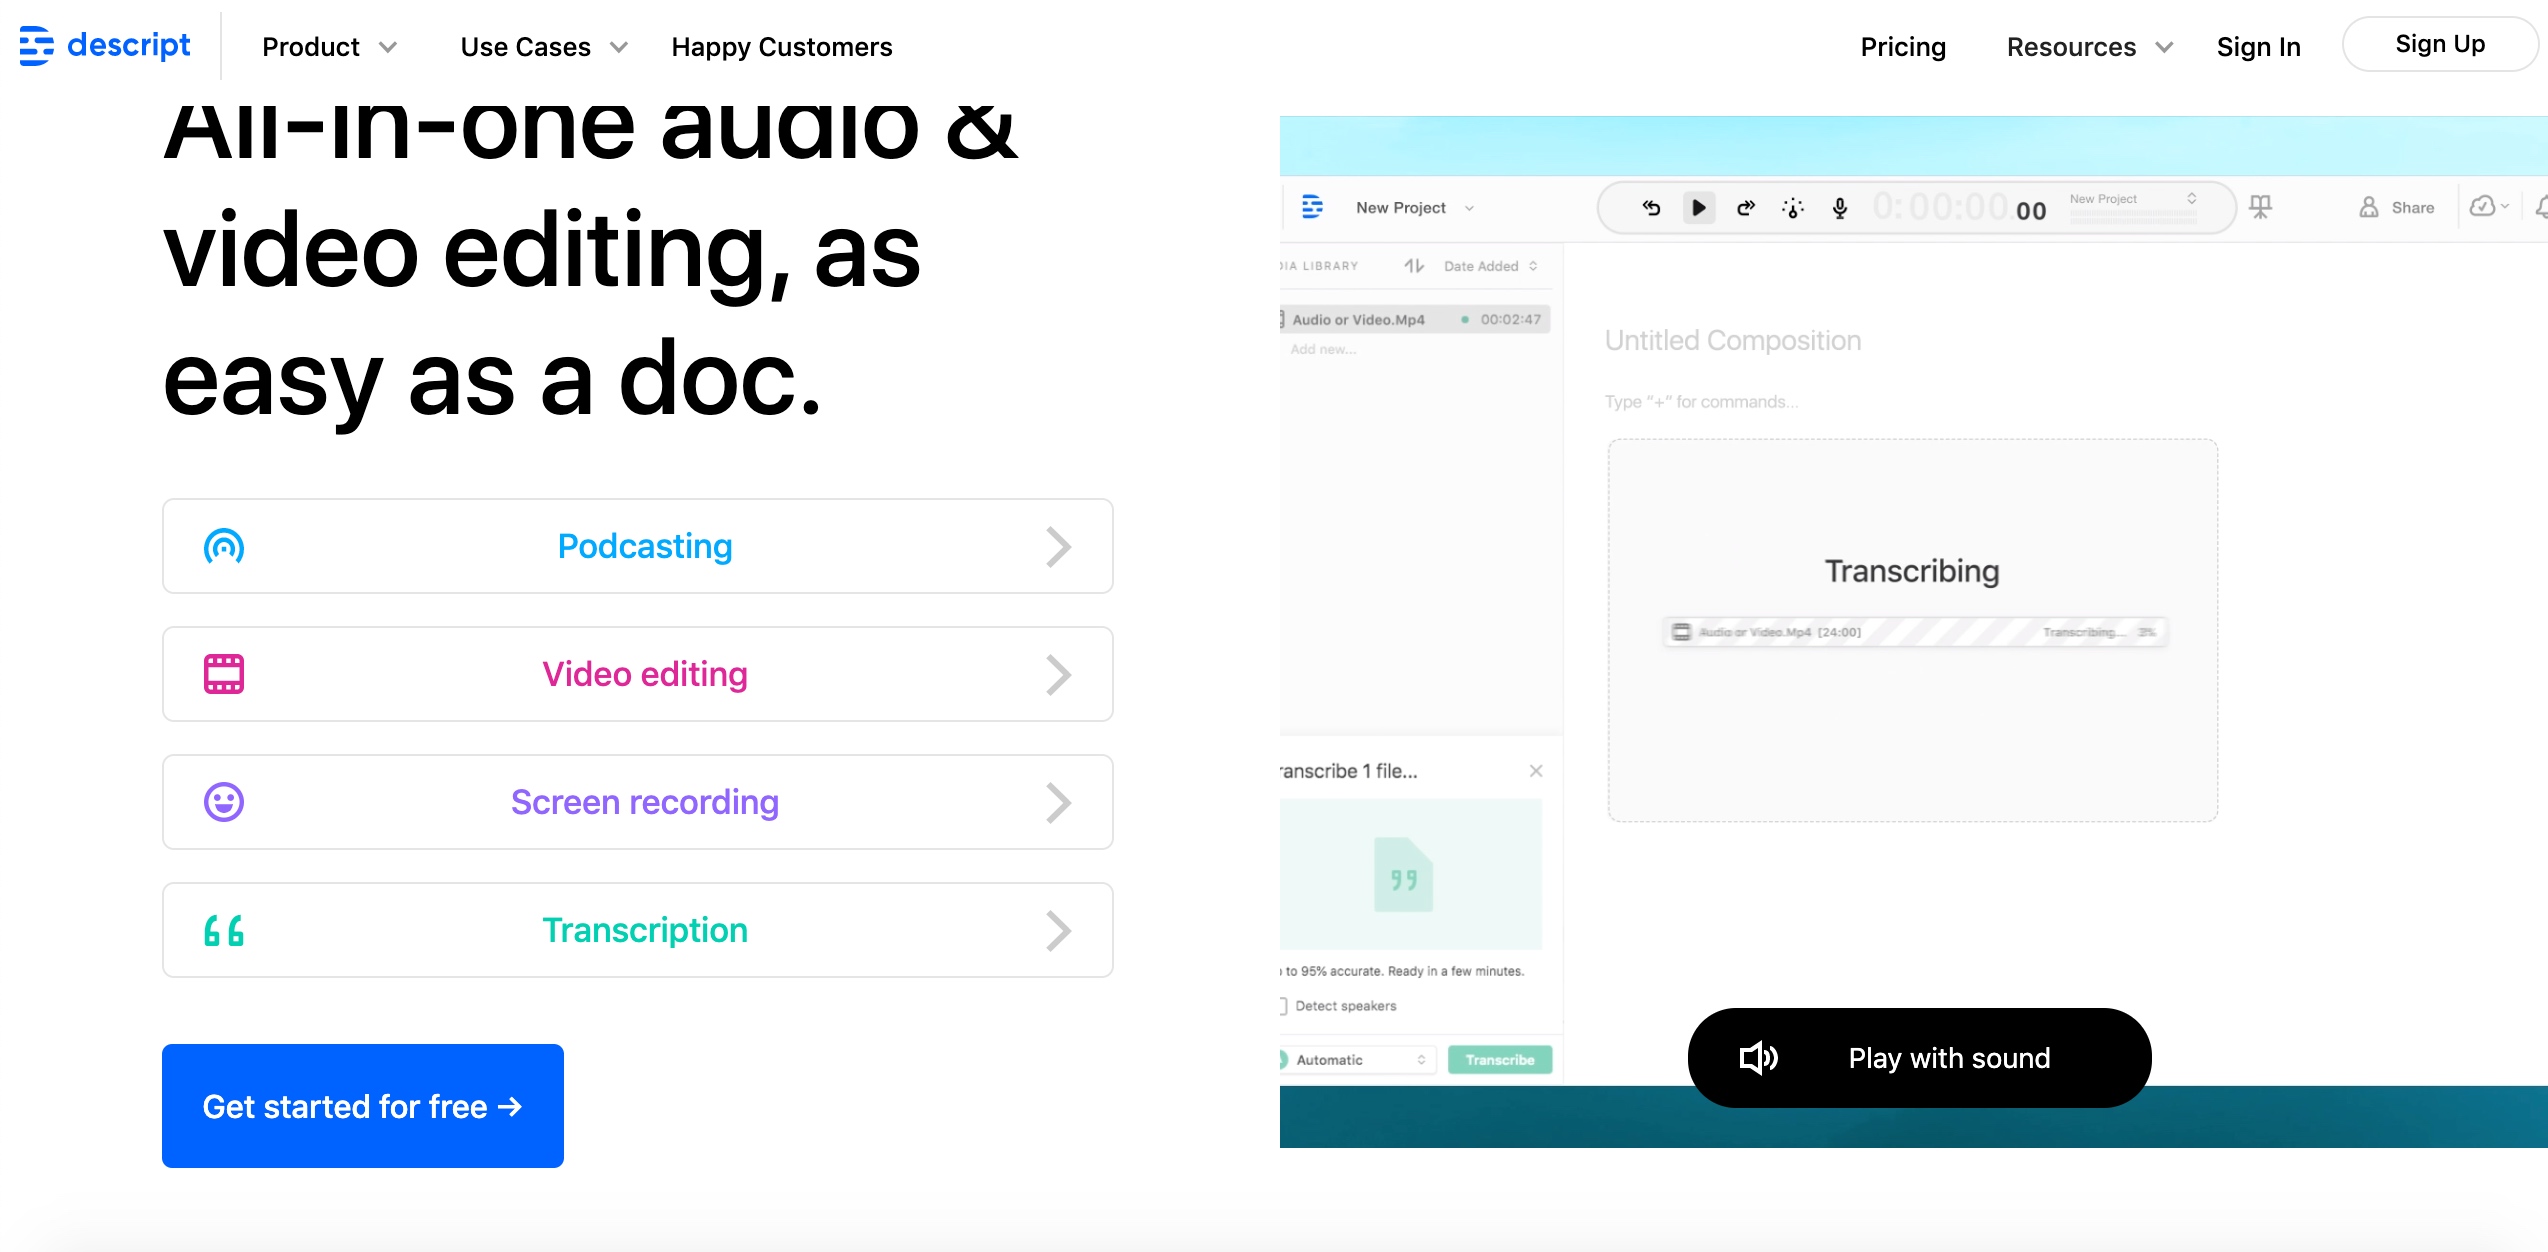 descript
Product
Use Cases
Happy Customers
Pricing
Resources
Sign In
Sign Up
All-in-one audio &
video editing, as
easy as a doc.
Podcasting
Video editing
Screen recording
Transcription
Get started for free →
New Project
0:00:00.00
New Project
Share
DIA LIBRARY
Date Added
Audio or Video.Mp4
00:02:47
Add new...
Untitled Composition
Type "+" for commands...
Transcribing
Audio or Video.Mp4 [24:00]
Transcribing... 3%
ranscribe 1 file...
to 95% accurate. Ready in a few minutes.
Detect speakers
Automatic
Transcribe
Play with sound